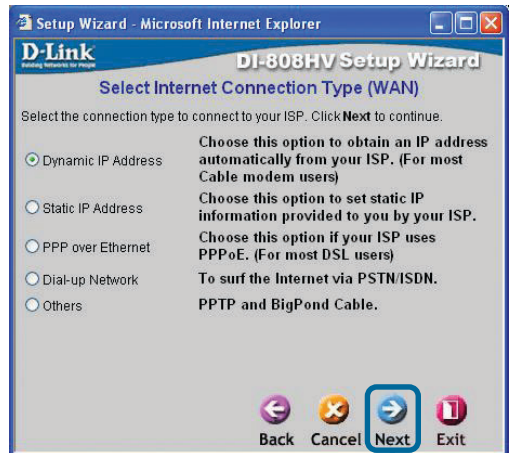 Setup Wizard - Microsoft Internet Explorer
D-Link
Building Networks for People
DI-808HV Setup Wizard
Select Internet Connection Type (WAN)
Select the connection type to connect to your ISP. Click Next to continue.
Dynamic IP Address
Choose this option to obtain an IP address
automatically from your ISP. (For most
Cable modem users)
Static IP Address
Choose this option to set static IP
information provided to you by your ISP.
PPP over Ethernet
Choose this option if your ISP uses
PPPoE. (For most DSL users)
Dial-up Network
To surf the Internet via PSTN/ISDN.
Others
PPTP and BigPond Cable.
Back Cancel Next Exit